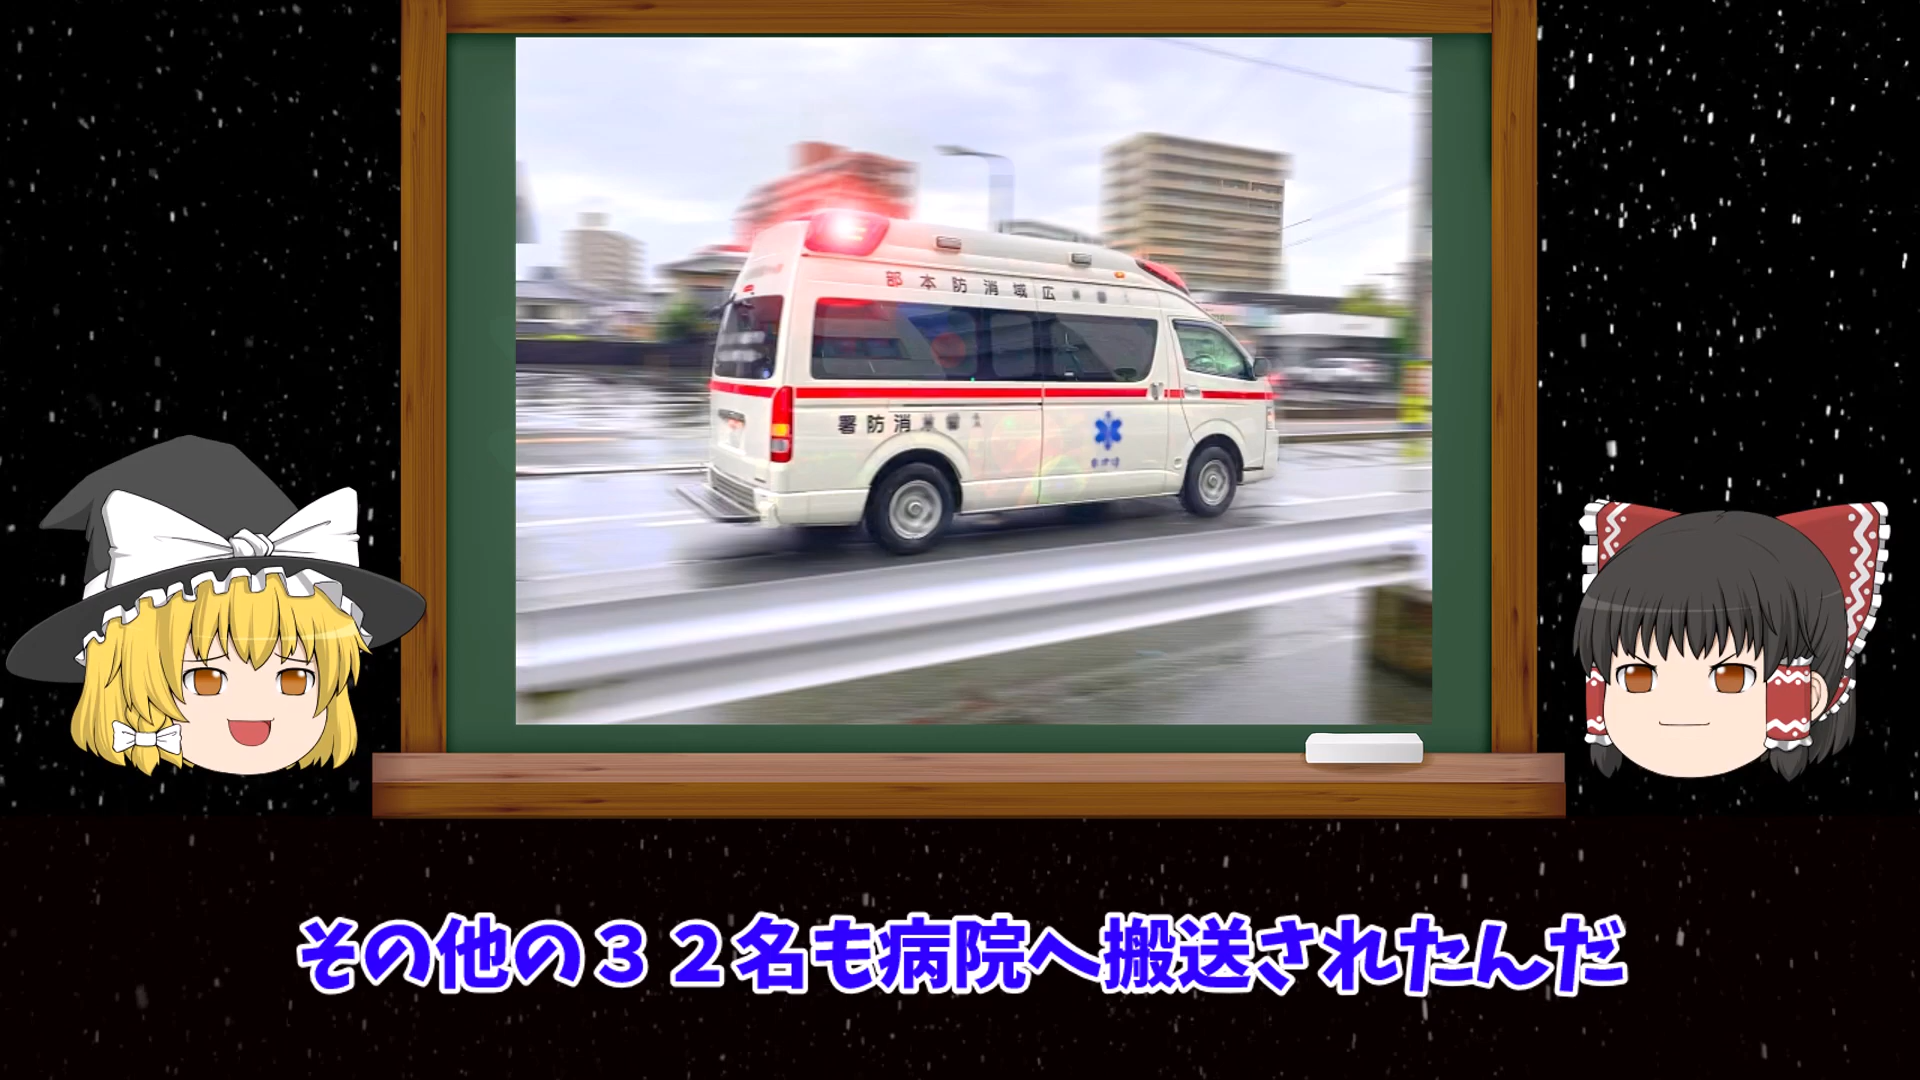 部本防消域広
署防消
その他の３２名も病院へ搬送されたんだ